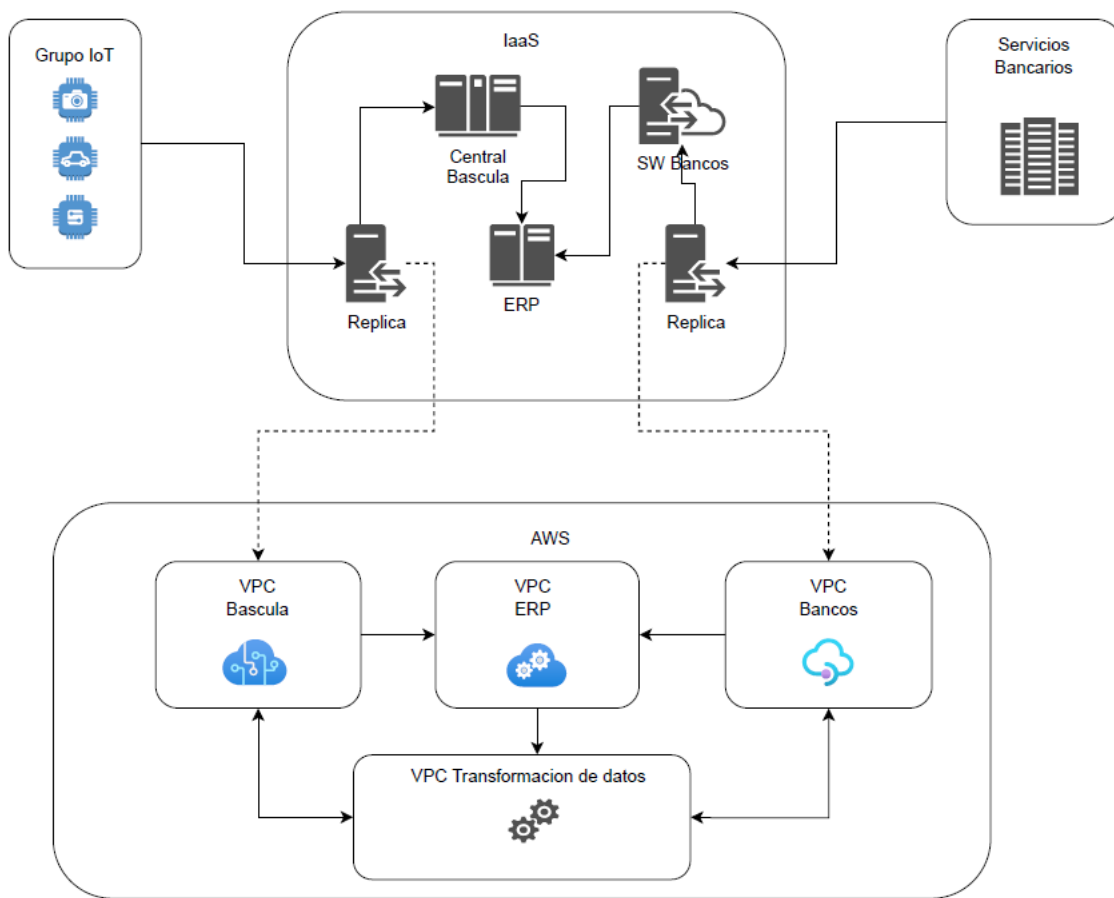 Grupo IoT
IaaS
Servicios
Bancarios
Central
Bascula
SW Bancos
Replica
ERP
Replica
AWS
VPC
Bascula
VPC
ERP
VPC
Bancos
VPC Transformacion de datos